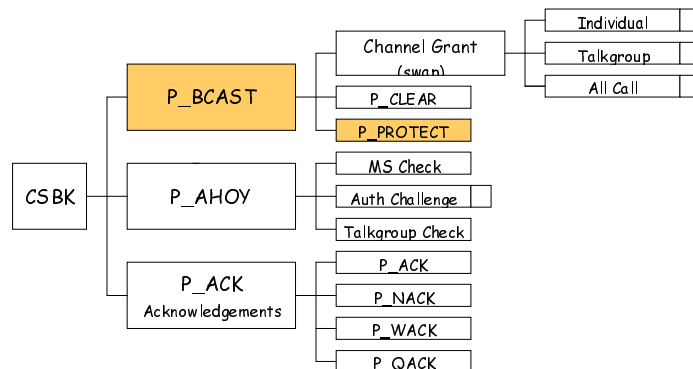 CSBK
P_BCAST
Channel Grant
(swap)
Individual
Talkgroup
All Call
P_CLEAR
P_PROTECT
P_AHOY
MS Check
Auth Challenge
Talkgroup Check
P_ACK
Acknowledgements
P_ACK
P_NACK
P_WACK
P_QACK